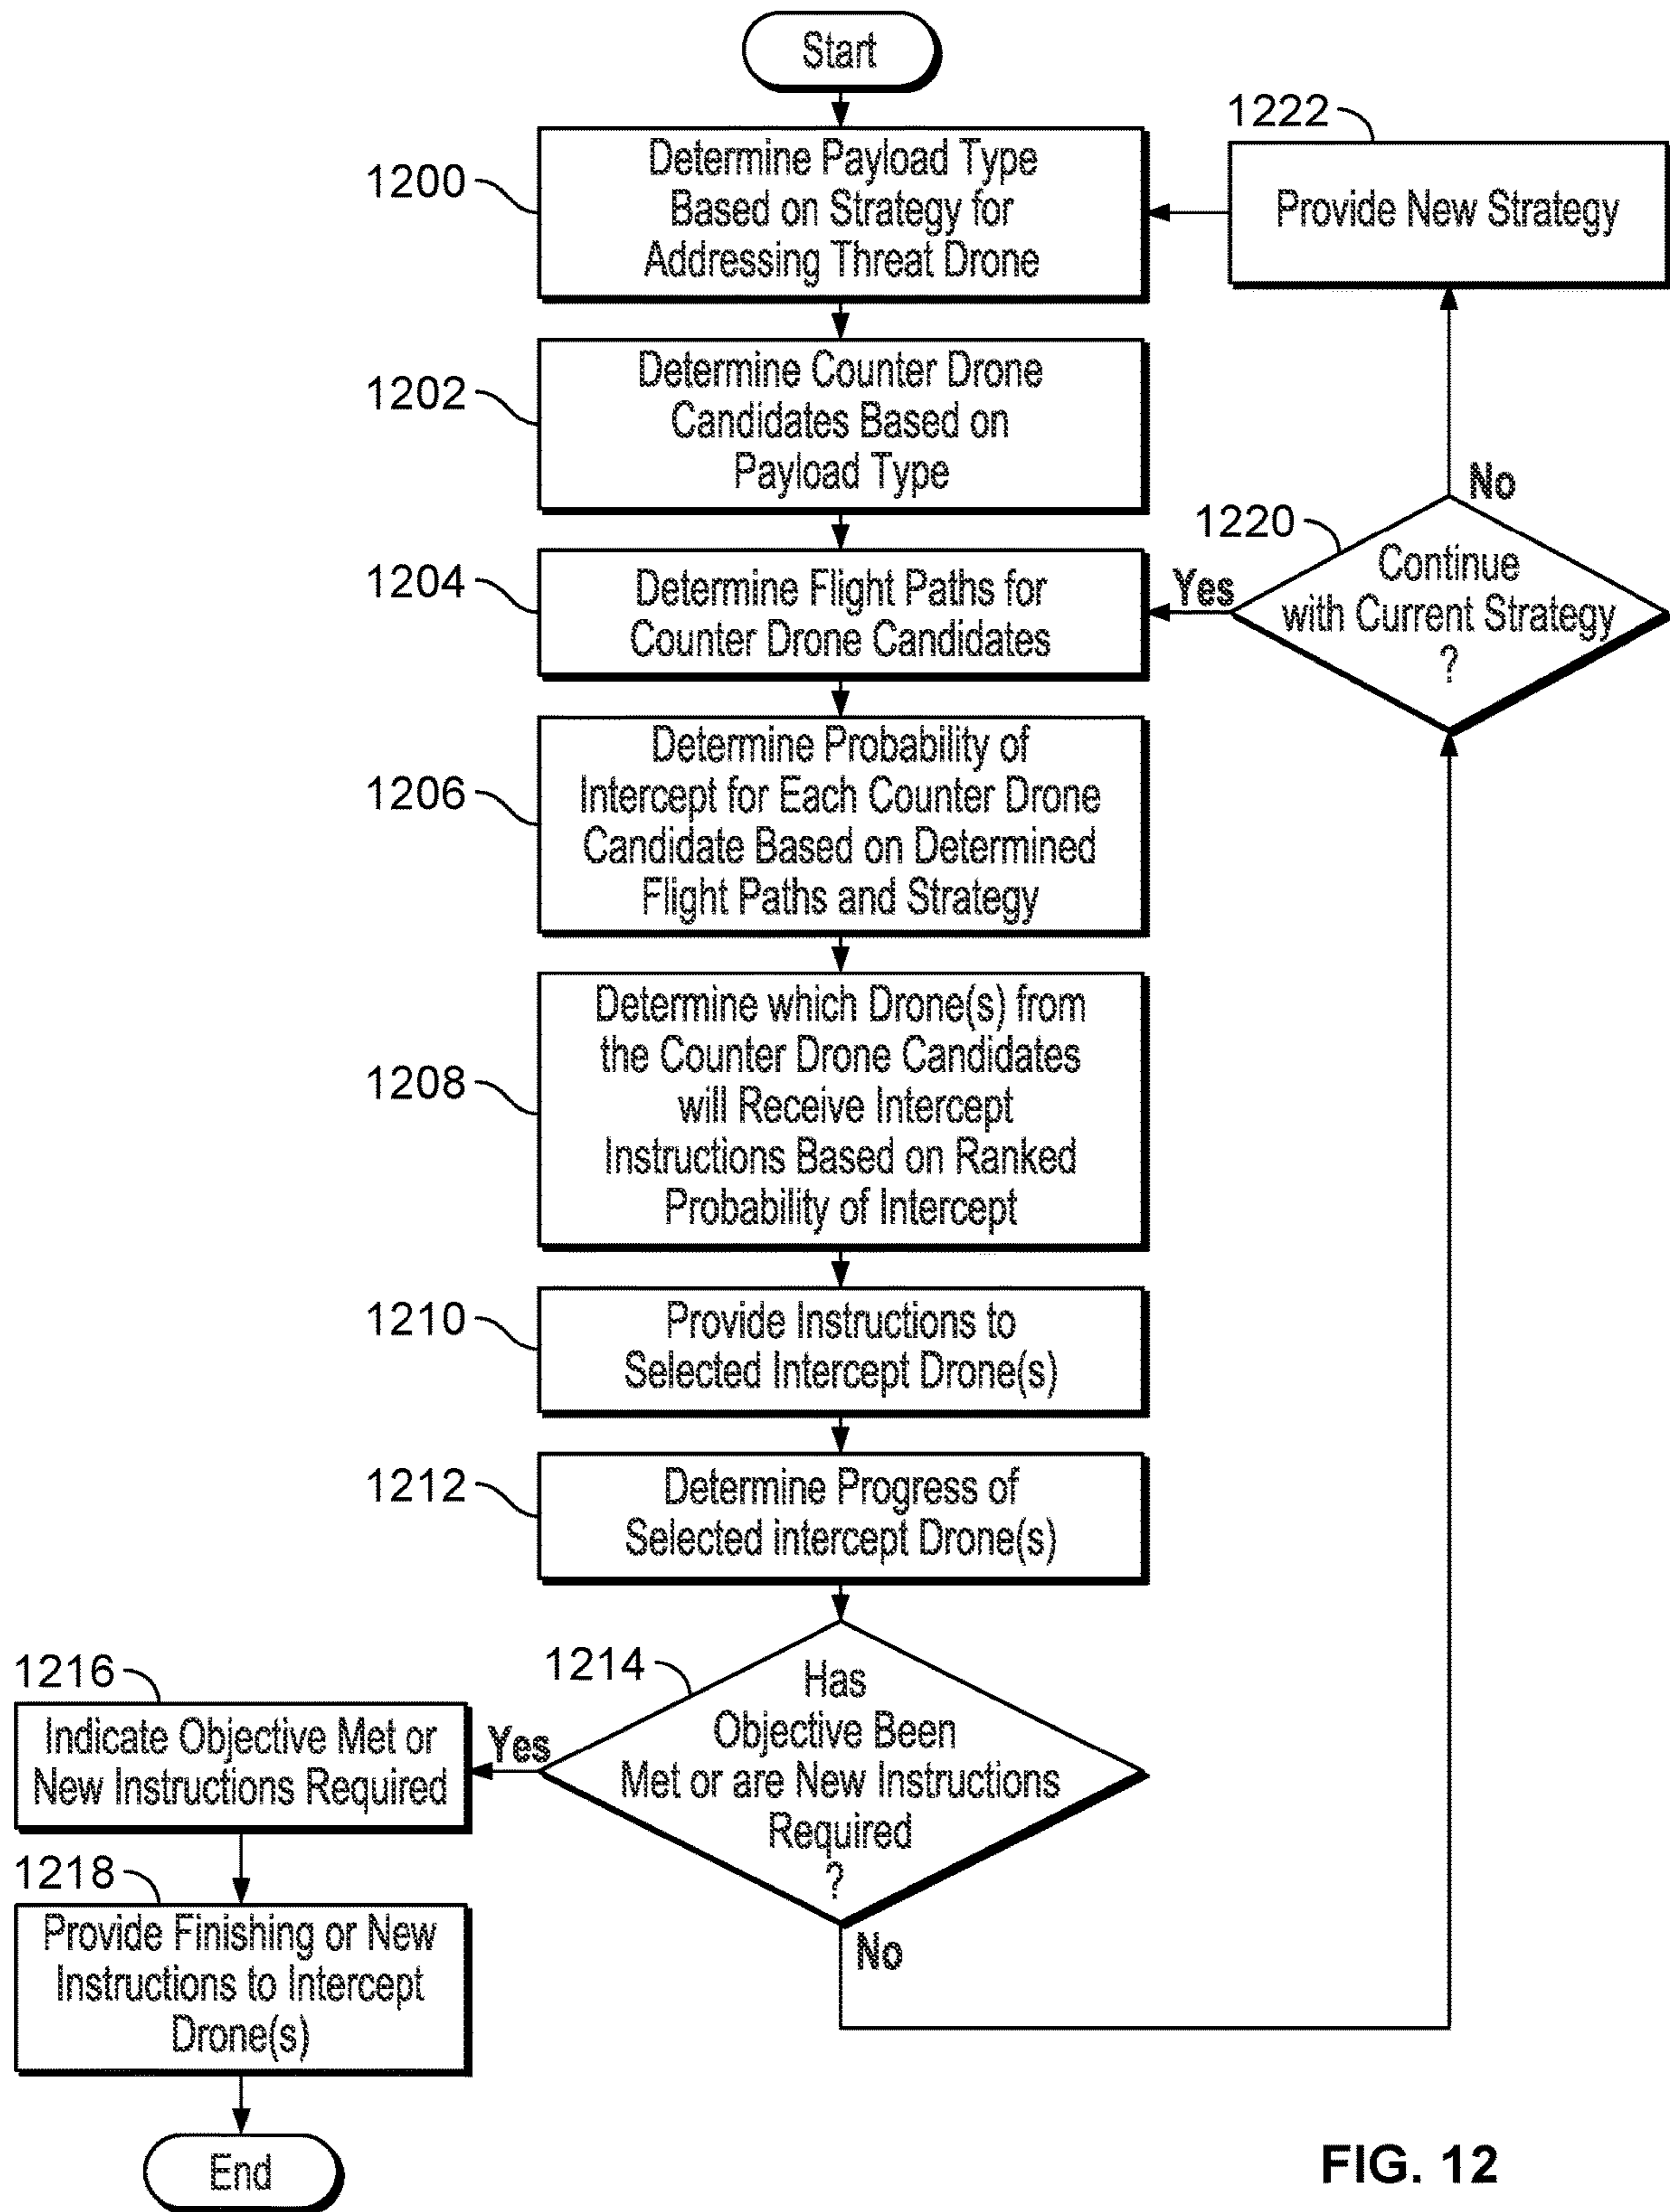 Start
1222
1200
Determine Payload Type
Based on Strategy for
Addressing Threat Drone
Provide New Strategy
1202
Determine Counter Drone
Candidates Based on
Payload Type
No
1220
Continue
with Current Strategy
?
Yes
1204
Determine Flight Paths for
Counter Drone Candidates
1206
Determine Probability of
Intercept for Each Counter Drone
Candidate Based on Determined
Flight Paths and Strategy
1208
Determine which Drone(s) from
the Counter Drone Candidates
will Receive Intercept
Instructions Based on Ranked
Probability of Intercept
1210
Provide Instructions to
Selected Intercept Drone(s)
1212
Determine Progress of
Selected intercept Drone(s)
1214
Has
Objective Been
Met or are New Instructions
Required
?
Yes
No
1216
Indicate Objective Met or
New Instructions Required
1218
Provide Finishing or New
Instructions to Intercept
Drone(s)
End
FIG. 12